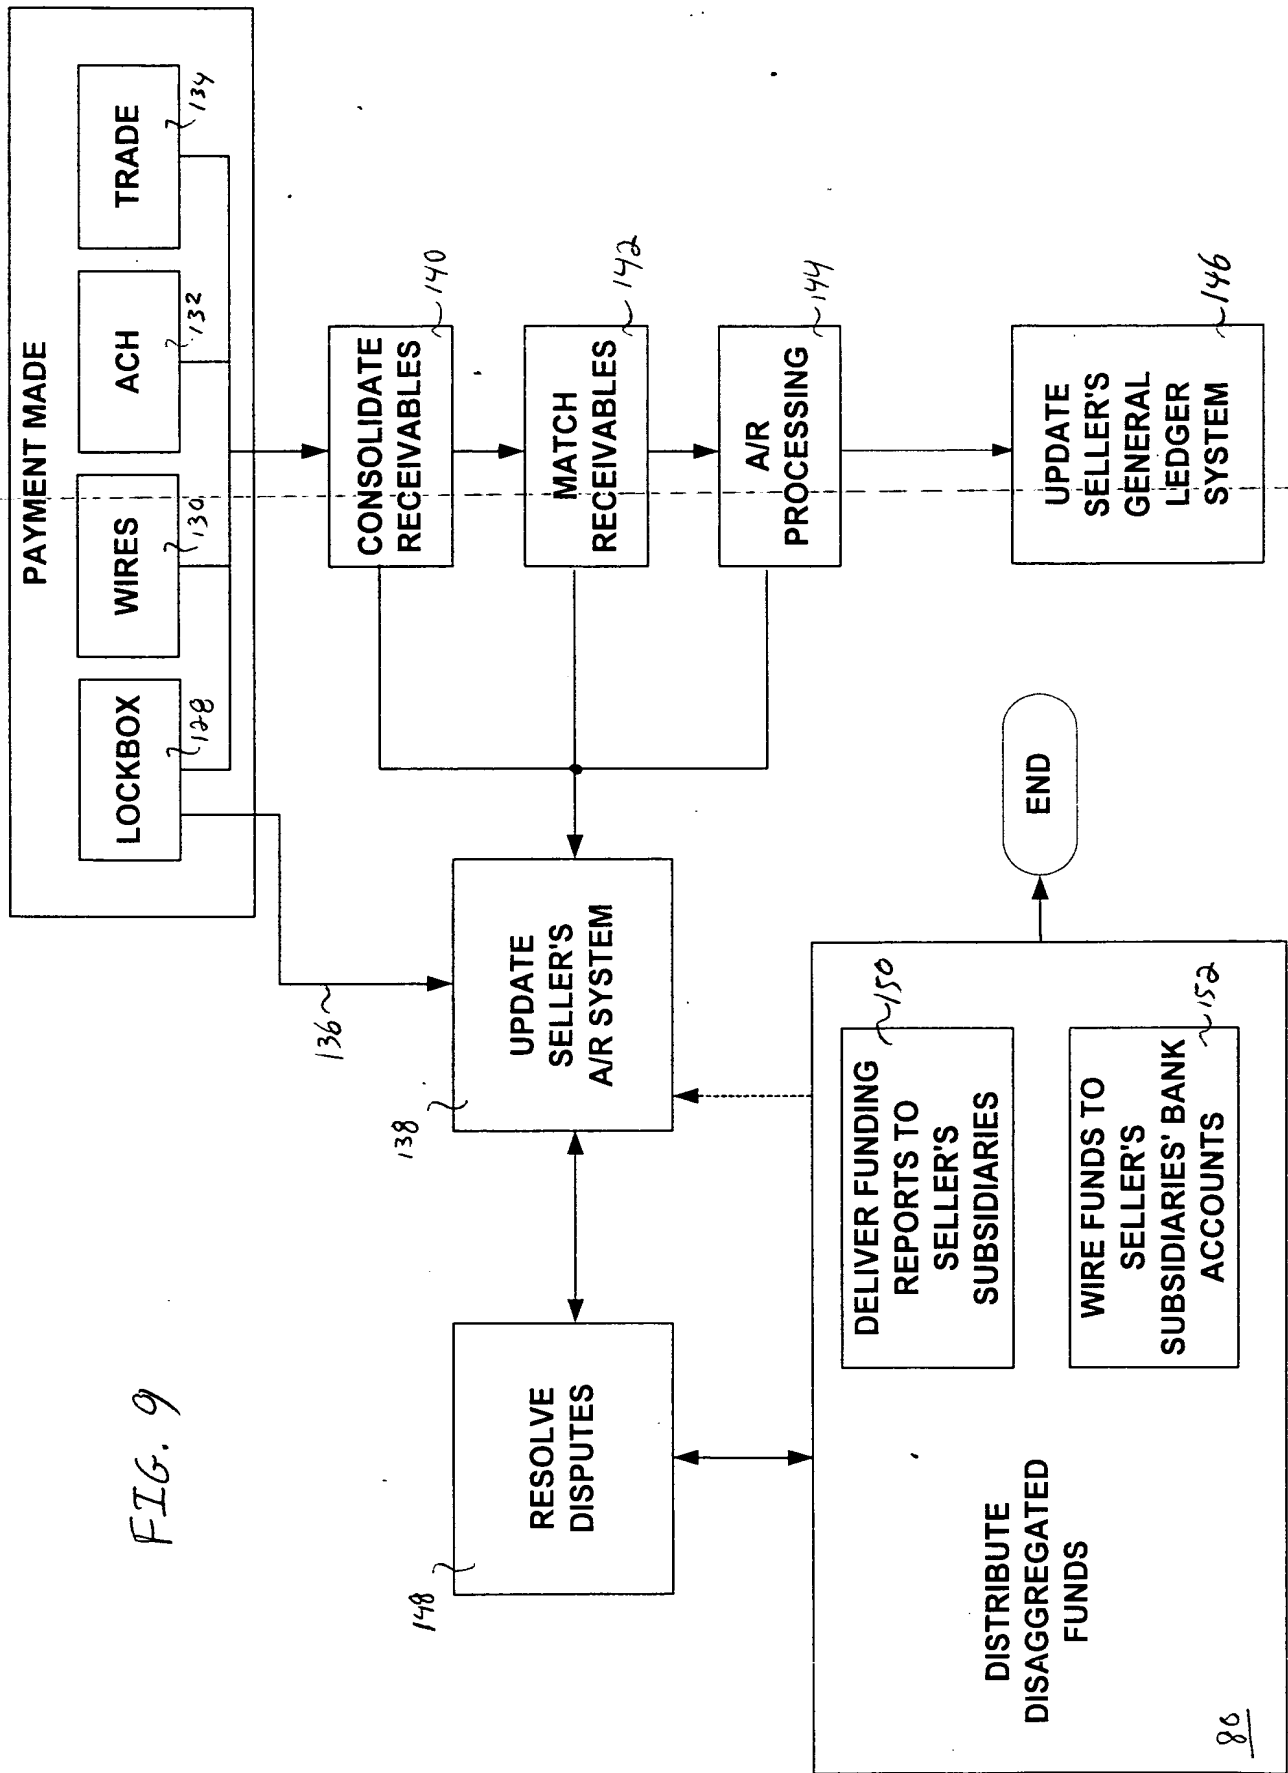 PAYMENT MADE
LOCKBOX
128
WIRES
130
ACH
132
TRADE
134
136
CONSOLIDATE
RECEIVABLES
140
MATCH
RECEIVABLES
142
A/R
PROCESSING
144
UPDATE
SELLER'S
GENERAL
LEDGER
SYSTEM
146
138
UPDATE
SELLER'S
A/R SYSTEM
148
RESOLVE
DISPUTES
DISTRIBUTE
DISAGGREGATED
FUNDS
80
DELIVER FUNDING
REPORTS TO
SELLER'S
SUBSIDIARIES
150
WIRE FUNDS TO
SELLER'S
SUBSIDIARIES' BANK
ACCOUNTS
152
END
FIG. 9